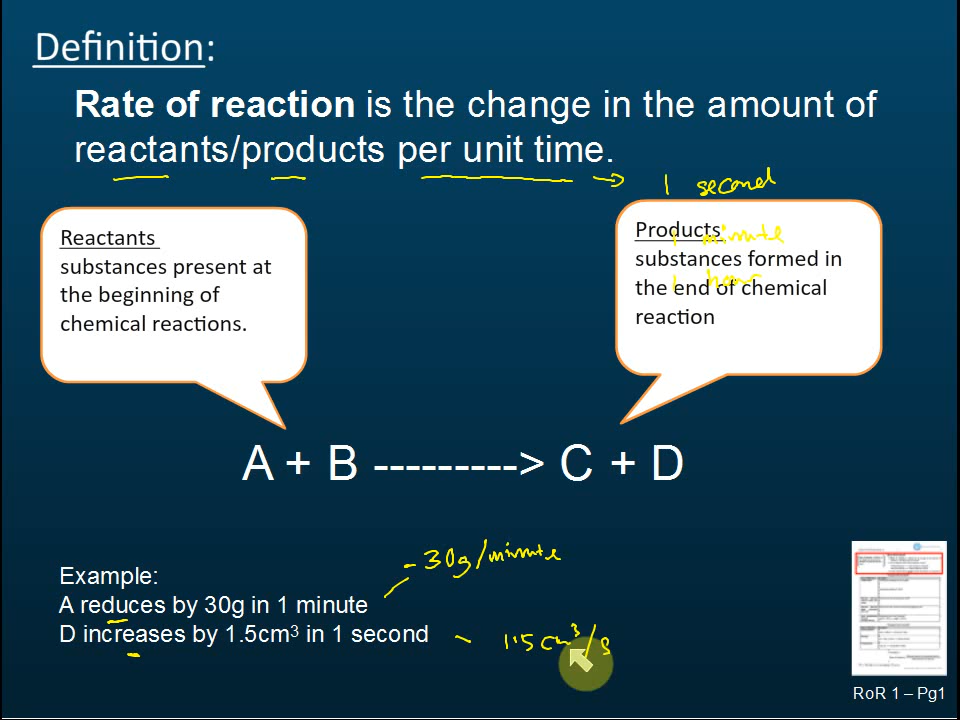 Definition:
Rate of reaction is the change in the amount of
reactants/products per unit time.
1 second
1 minute
1 hour
Reactants
substances present at
the beginning of
chemical reactions.
Products
substances formed in
the end of chemical
reaction
A + B ---------> C + D
- 30g/minute
Example:
A reduces by 30g in 1 minute
D increases by 1.5cm³ in 1 second
1.5 cm³/s
RoR 1 – Pg1